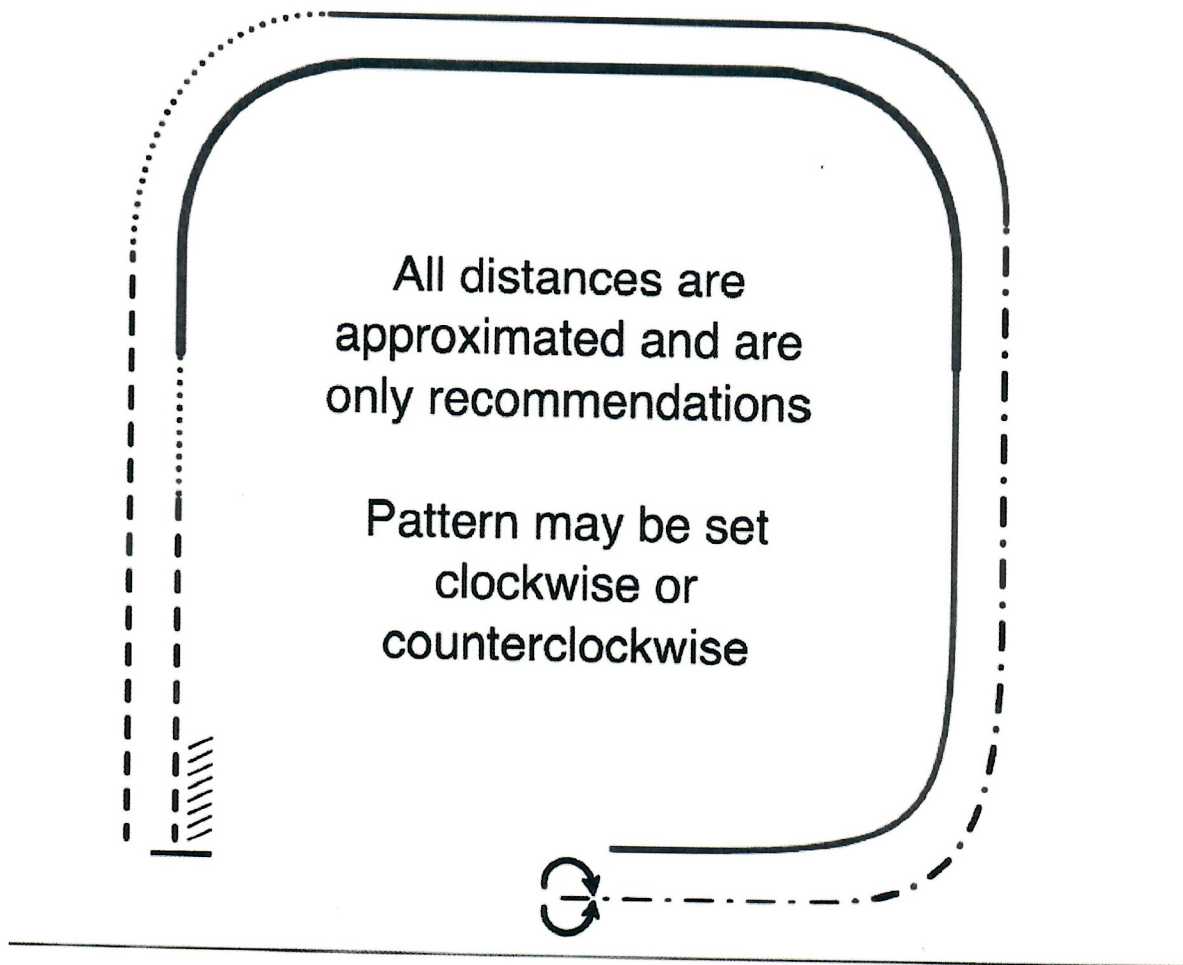 All distances are
approximated and are
only recommendations
Pattern may be set
clockwise or
counterclockwise